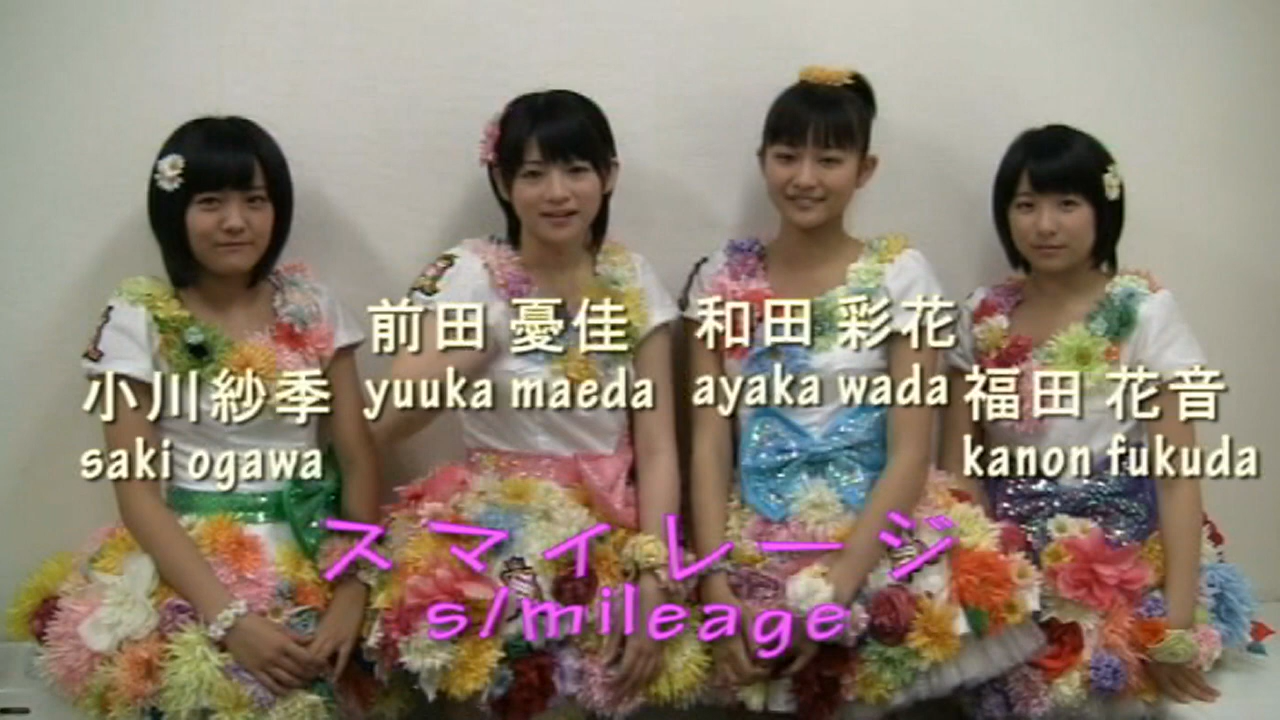 小川紗季
saki ogawa
前田 憂佳
yuuka maeda
和田 彩花
ayaka wada
福田 花音
kanon fukuda
スマイレージ
s/mileage